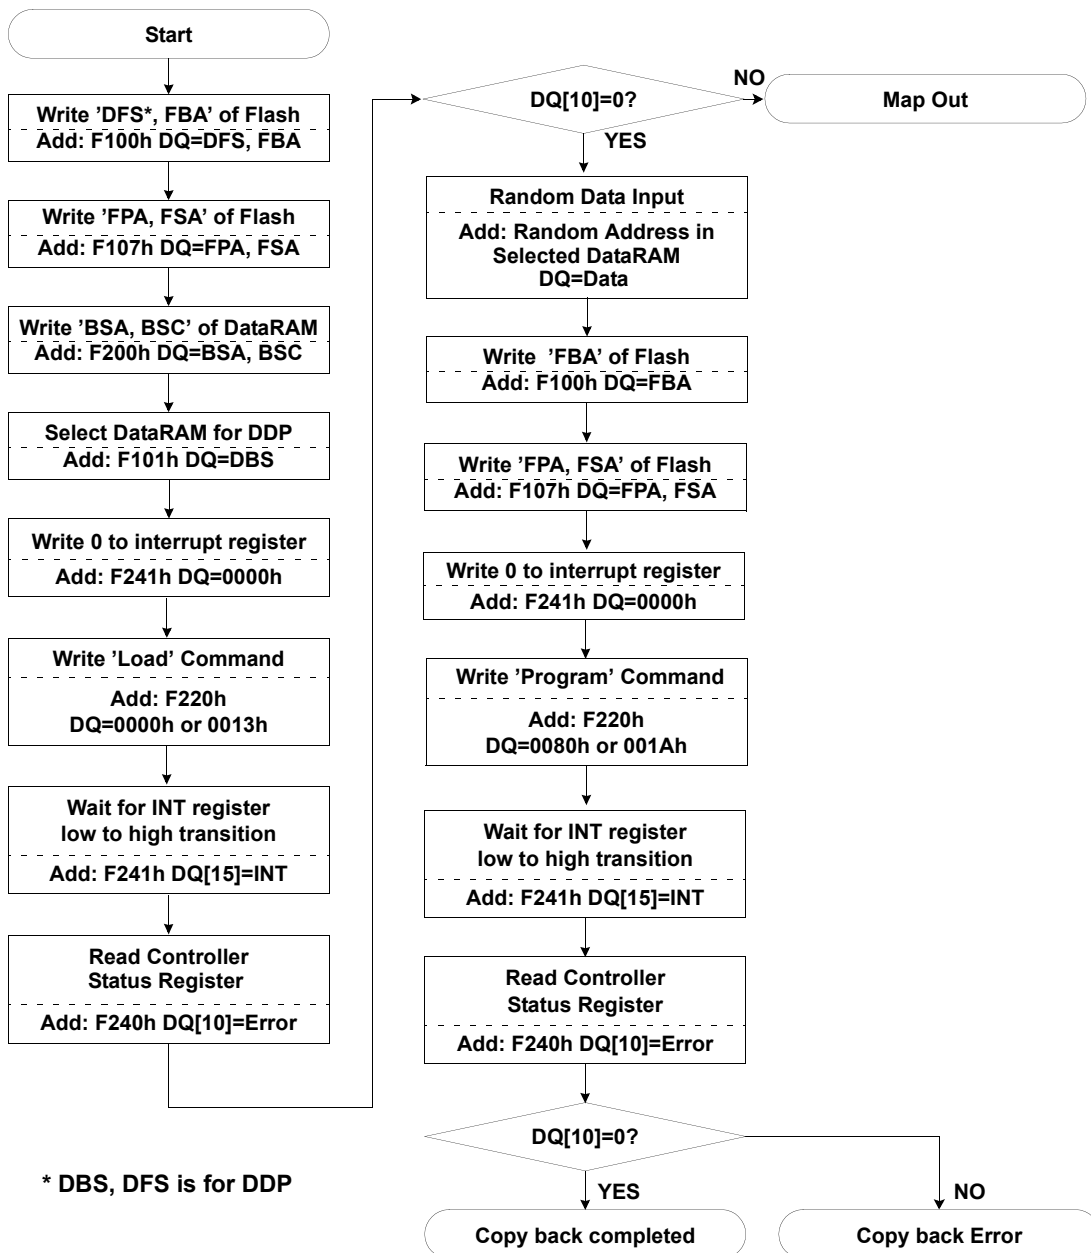 Start
Write ’DFS*, FBA’ of Flash
Add: F100h DQ=DFS, FBA
Write ’FPA, FSA’ of Flash
Add: F107h DQ=FPA, FSA
Write ’BSA, BSC’ of DataRAM
Add: F200h DQ=BSA, BSC
Select DataRAM for DDP
Add: F101h DQ=DBS
Write 0 to interrupt register
Add: F241h DQ=0000h
Write ’Load’ Command
Add: F220h
DQ=0000h or 0013h
Wait for INT register
low to high transition
Add: F241h DQ[15]=INT
Read Controller
Status Register
Add: F240h DQ[10]=Error
DQ[10]=0?
NO
Map Out
YES
Random Data Input
Add: Random Address in
Selected DataRAM
DQ=Data
Write ’FBA’ of Flash
Add: F100h DQ=FBA
Write ’FPA, FSA’ of Flash
Add: F107h DQ=FPA, FSA
Write 0 to interrupt register
Add: F241h DQ=0000h
Write ’Program’ Command
Add: F220h
DQ=0080h or 001Ah
Wait for INT register
low to high transition
Add: F241h DQ[15]=INT
Read Controller
Status Register
Add: F240h DQ[10]=Error
DQ[10]=0?
YES
NO
Copy back completed
Copy back Error
* DBS, DFS is for DDP